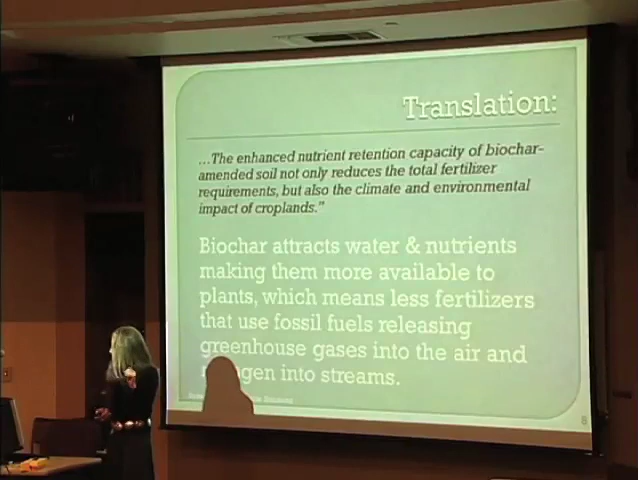 Translation:
...The enhanced nutrient retention capacity of biochar-
amended soil not only reduces the total fertilizer
requirements, but also the climate and environmental
impact of croplands."
Biochar attracts water & nutrients
making them more available to
plants, which means less fertilizers
that use fossil fuels releasing
greenhouse gases into the air and
gen into streams.
8